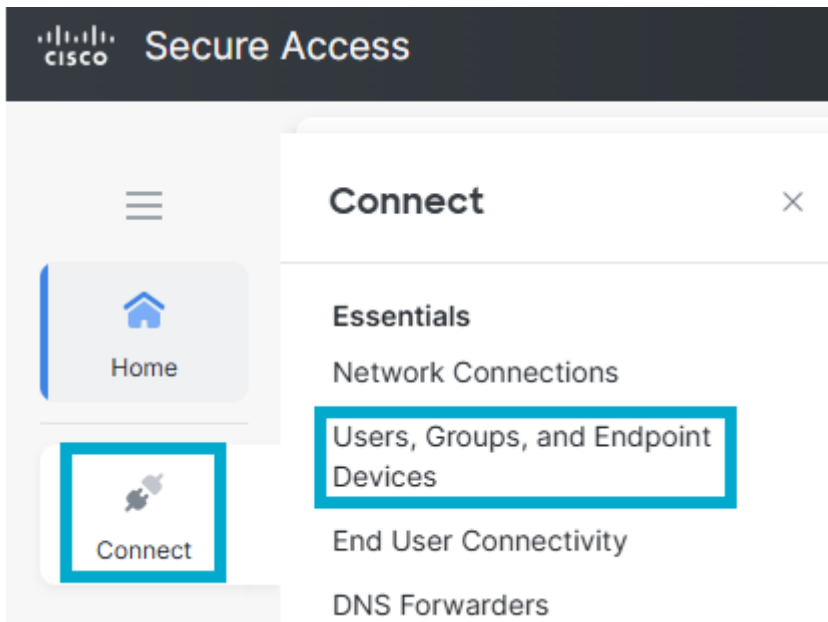 cisco Secure Access
Connect
Home
Essentials
Network Connections
Users, Groups, and Endpoint
Devices
Connect
End User Connectivity
DNS Forwarders